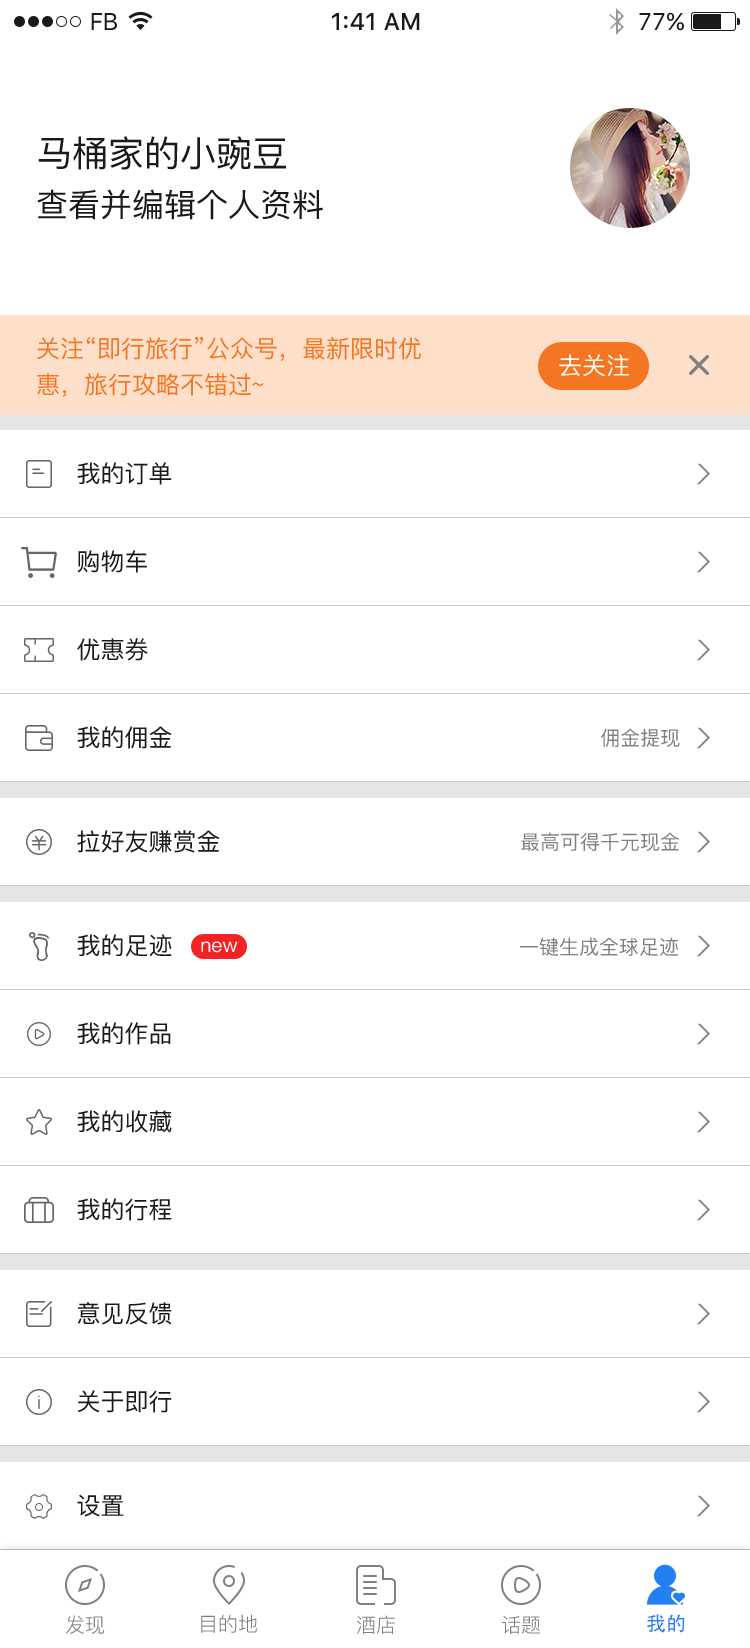 FB 1:41 AM 77%
马桶家的小豌豆
查看并编辑个人资料
关注“即行旅行”公众号，最新限时优
惠，旅行攻略不错过~
去关注
我的订单
购物车
优惠券
我的佣金 佣金提现
拉好友赚赏金 最高可得千元现金
我的足迹 new 一键生成全球足迹
我的作品
我的收藏
我的行程
意见反馈
关于即行
设置
发现 目的地 酒店 话题 我的